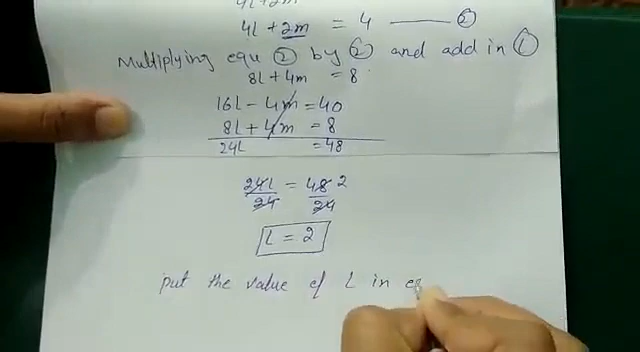 4L + 2m = 4 —— ②
Multiplying equ ② by ② and add in ①
8L + 4m = 8
16L - 4m = 40
8L + 4m = 8
24L = 48
24L/24 = 48/24 2
L = 2
put the value of L in e